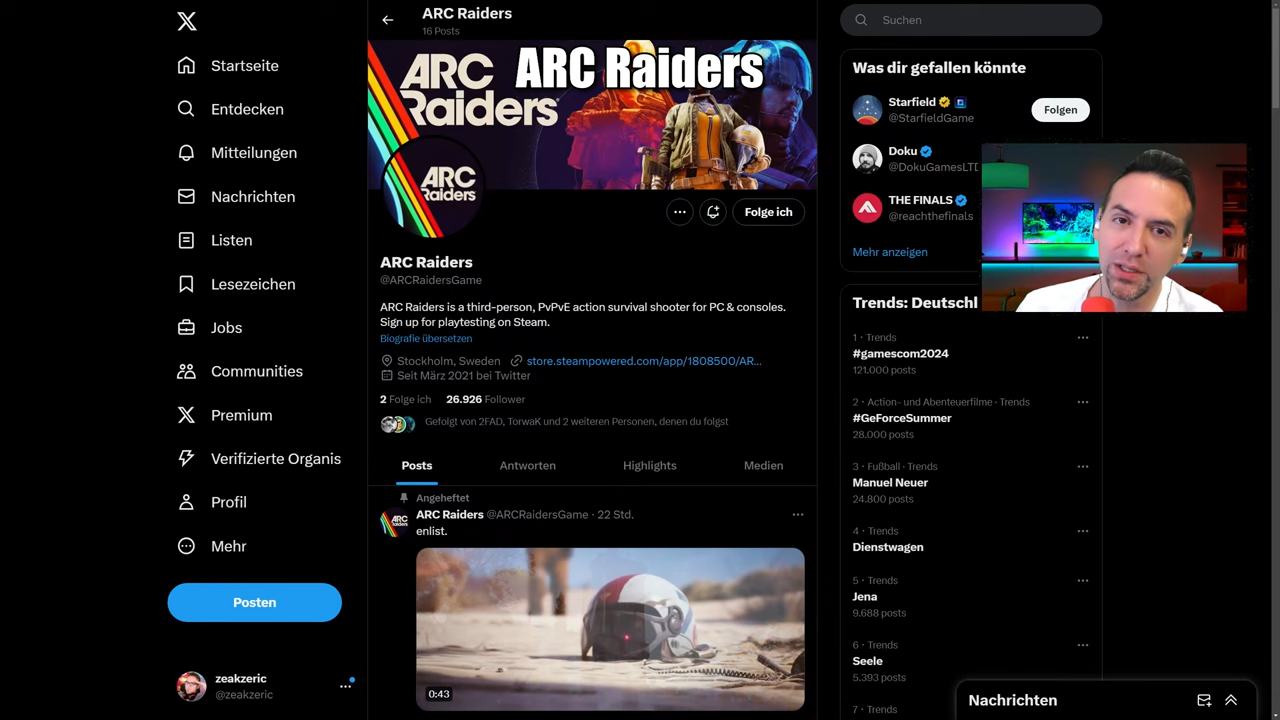 Startseite
Entdecken
Mitteilungen
Nachrichten
Listen
Lesezeichen
Jobs
Communities
Premium
Verifizierte Organis
Profil
Mehr
Posten
zeakzeric
@zeakzeric
ARC Raiders
16 Posts
ARC
Raiders
ARC Raiders
ARC
Raiders
Folge ich
ARC Raiders
@ARCRaidersGame
ARC Raiders is a third-person, PvPvE action survival shooter for PC & consoles.
Sign up for playtesting on Steam.
Biografie übersetzen
Stockholm, Sweden store.steampowered.com/app/1808500/AR...
Seit März 2021 bei Twitter
2 Folge ich 26.926 Follower
Gefolgt von 2FAD, TorwaK und 2 weiteren Personen, denen du folgst
Posts Antworten Highlights Medien
Angeheftet
ARC Raiders @ARCRaidersGame · 22 Std.
enlist.
ARC
Raiders
0:43
Suchen
Was dir gefallen könnte
Starfield
@StarfieldGame
Folgen
Doku
@DokuGamesLTD
THE FINALS
@reachthefinals
Mehr anzeigen
Trends: Deutschl
1 · Trends
#gamescom2024
121.000 posts
2 · Action- und Abenteuerfilme · Trends
#GeForceSummer
28.000 posts
3 · Fußball · Trends
Manuel Neuer
24.800 posts
4 · Trends
Dienstwagen
5 · Trends
Jena
9.688 posts
6 · Trends
Seele
5.393 posts
7 · Trends
Nachrichten